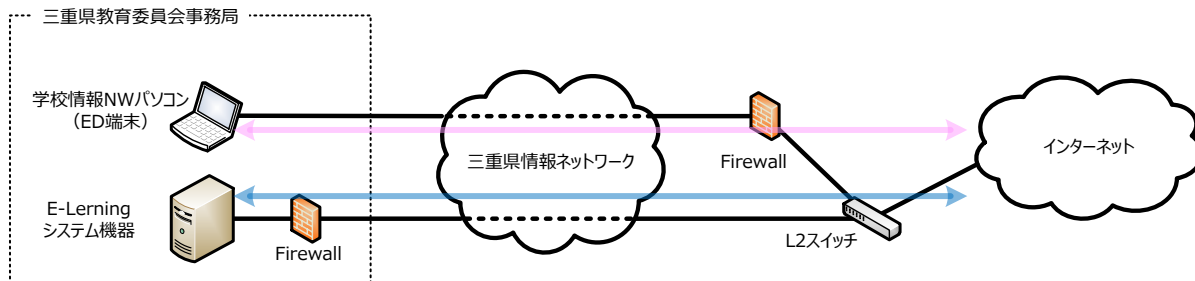 三重県教育委員会事務局
学校情報NWパソコン
（ED端末）
三重県情報ネットワーク
Firewall
インターネット
E-Lerning
システム機器
Firewall
L2スイッチ